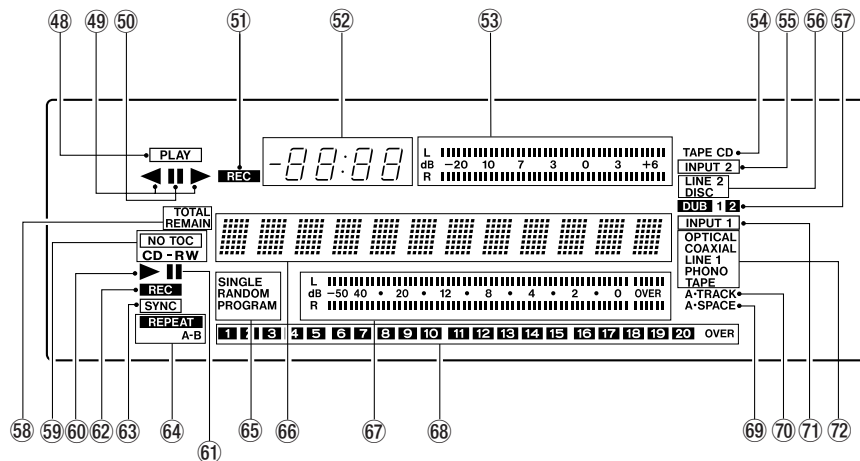 48 49 50 51 52 53 54 55 56 57
PLAY
REC
-88:88
L
dB -20 10 7 3 0 3 +6
R
TAPE CD
INPUT 2
LINE 2
DISC
DUB 1 2
TOTAL
REMAIN
NO TOC
CD-RW
REC
SYNC
REPEAT
A-B
SINGLE
RANDOM
PROGRAM
L
dB -50 40 • 20 • 12 • 8 • 4 • 2 • 0 OVER
R
1 2 3 4 5 6 7 8 9 10 11 12 13 14 15 16 17 18 19 20 OVER
INPUT 1
OPTICAL
COAXIAL
LINE 1
PHONO
TAPE
A•TRACK
A•SPACE
58 59 60 62 63 64 61 65 66 67 68 69 70 71 72